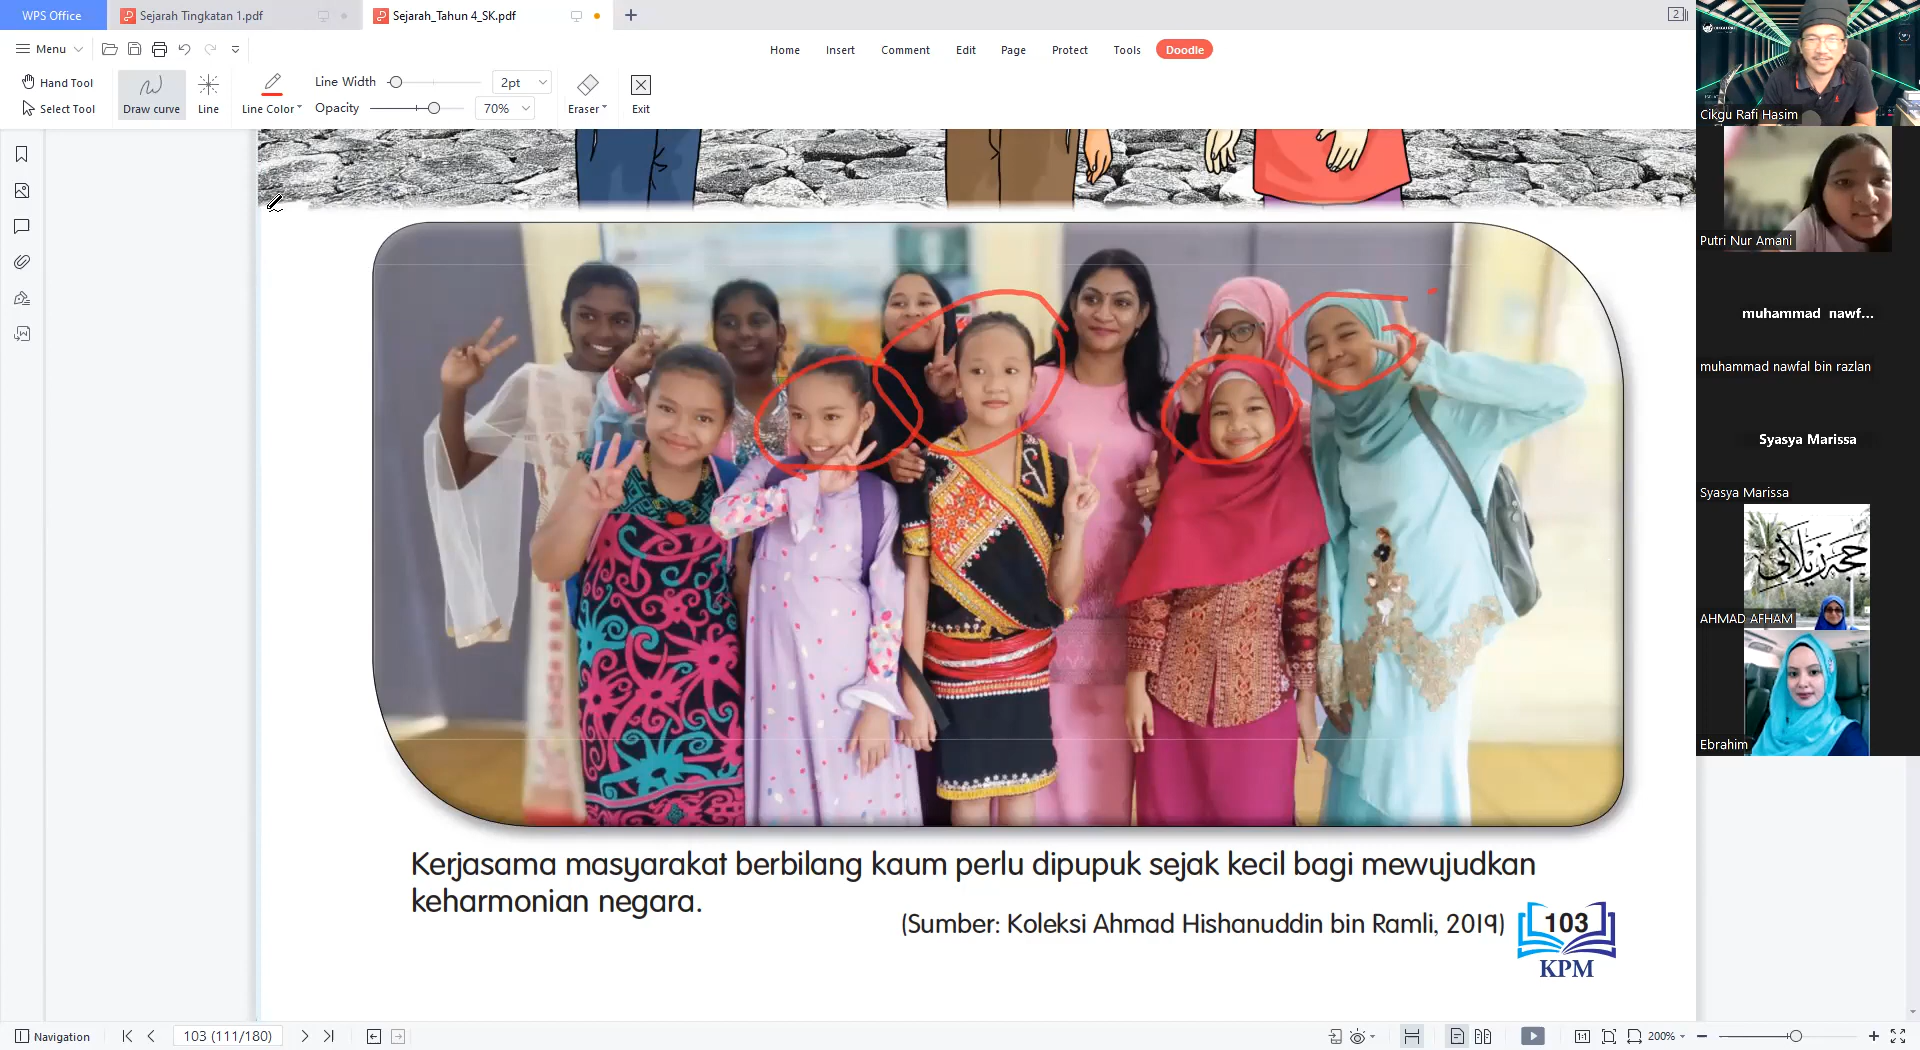 WPS Office
Sejarah Tingkatan 1.pdf
Sejarah_Tahun 4_SK.pdf
2
Menu
Home Insert Comment Edit Page Protect Tools Doodle
Hand Tool
Select Tool
Draw curve
Line
Line Color
Line Width 2pt
Opacity 70%
Eraser
Exit
Cikgu Rafi Hasim
Putri Nur Amani
muhammad nawf...
muhammad nawfal bin razlan
Syasya Marissa
Syasya Marissa
AHMAD AFHAM
Ebrahim
Kerjasama masyarakat berbilang kaum perlu dipupuk sejak kecil bagi mewujudkan
keharmonian negara.
(Sumber: Koleksi Ahmad Hishanuddin bin Ramli, 2019)
103
KPM
Navigation
103 (111/180)
1:1
200%